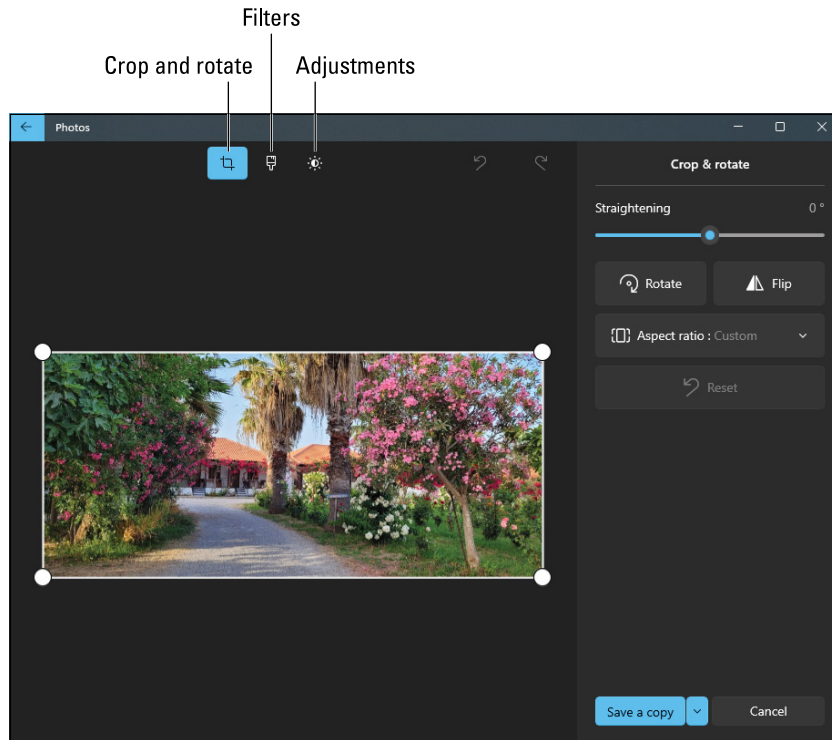 Filters
Crop and rotate
Adjustments
Photos
Crop & rotate
Straightening 0 °
Rotate Flip
Aspect ratio : Custom
Reset
Save a copy Cancel